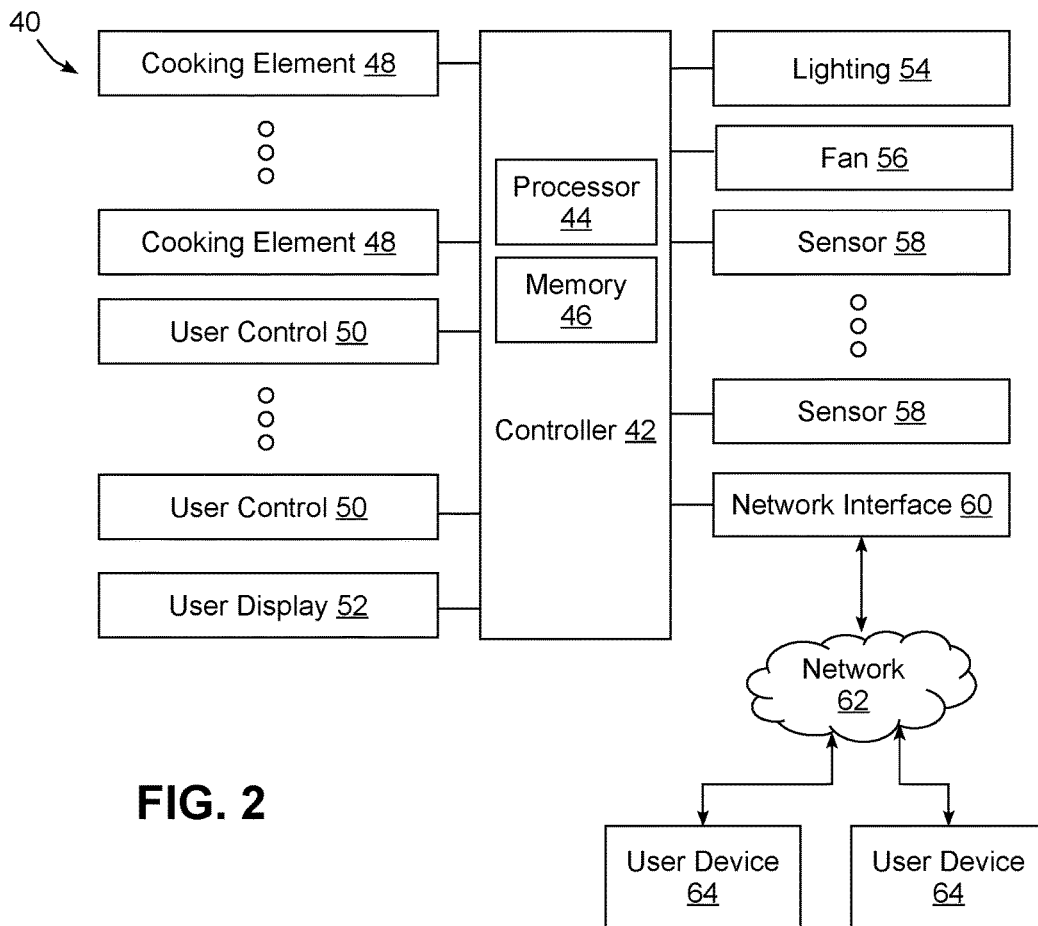 40
Cooking Element 48
Cooking Element 48
User Control 50
User Control 50
User Display 52
Processor
44
Memory
46
Controller 42
Lighting 54
Fan 56
Sensor 58
Sensor 58
Network Interface 60
Network
62
FIG. 2
User Device
64
User Device
64